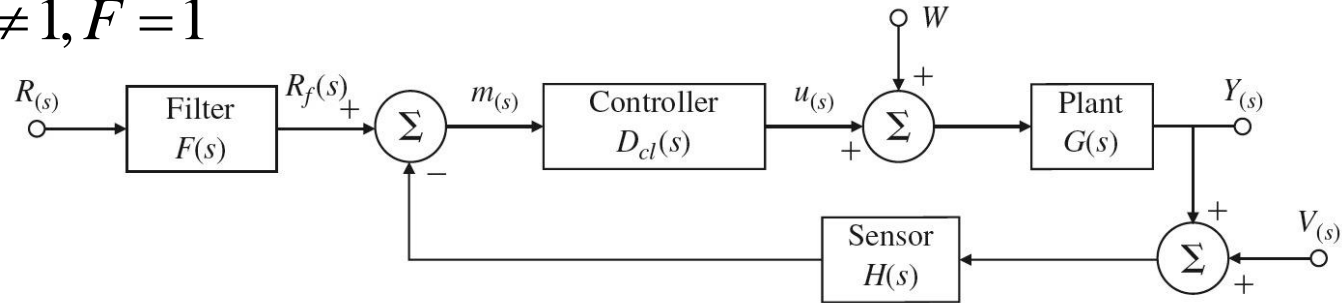 ≠1, F = 1
W
+
R(s)
Filter
F(s)
Rf(s)
+
Σ
−
m(s)
Controller
Dcl(s)
u(s)
+
Σ
Plant
G(s)
Y(s)
Sensor
H(s)
+
Σ
+
V(s)